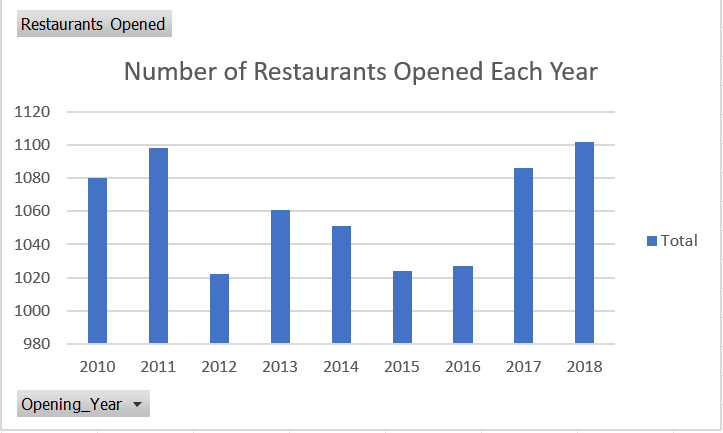 Restaurants Opened
Number of Restaurants Opened Each Year
1120
1100
1080
1060
1040
1020
1000
980
2010 2011 2012 2013 2014 2015 2016 2017 2018
Total
Opening_Year